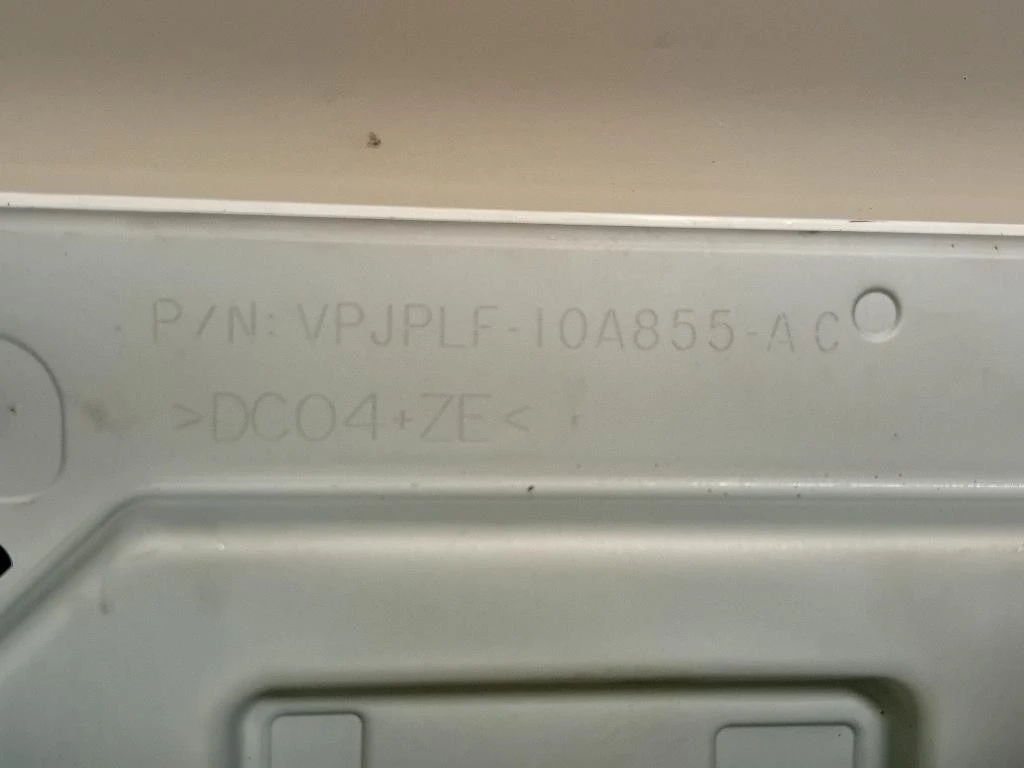 P/N: VPJPLF-10A855-AC
>DC04+ZE<